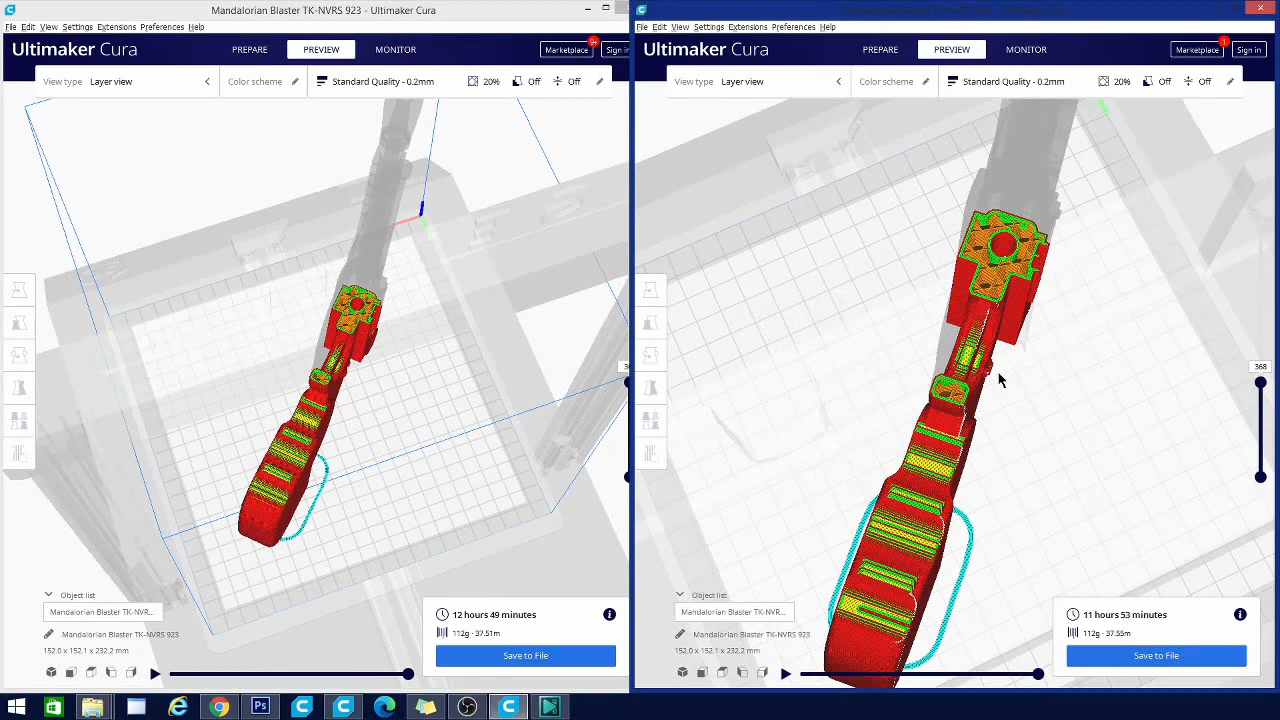 Mandalorian Blaster TK-NVRS 923 - Ultimaker Cura
File Edit View Settings Extensions Preferences Help
Ultimaker Cura
PREPARE PREVIEW MONITOR
Marketplace 9+ Sign in
View type Layer view
Color scheme
Standard Quality - 0.2mm 20% Off Off
Object list
Mandalorian Blaster TK-NVR...
Mandalorian Blaster TK-NVRS 923
152.0 x 152.1 x 232.2 mm
12 hours 49 minutes
112g · 37.51m
Save to File
File Edit View Settings Extensions Preferences Help
Ultimaker Cura
PREPARE PREVIEW MONITOR
Marketplace 1 Sign in
View type Layer view
Color scheme
Standard Quality - 0.2mm 20% Off Off
368
Object list
Mandalorian Blaster TK-NVR...
Mandalorian Blaster TK-NVRS 923
152.0 x 152.1 x 232.2 mm
11 hours 53 minutes
112g · 37.55m
Save to File